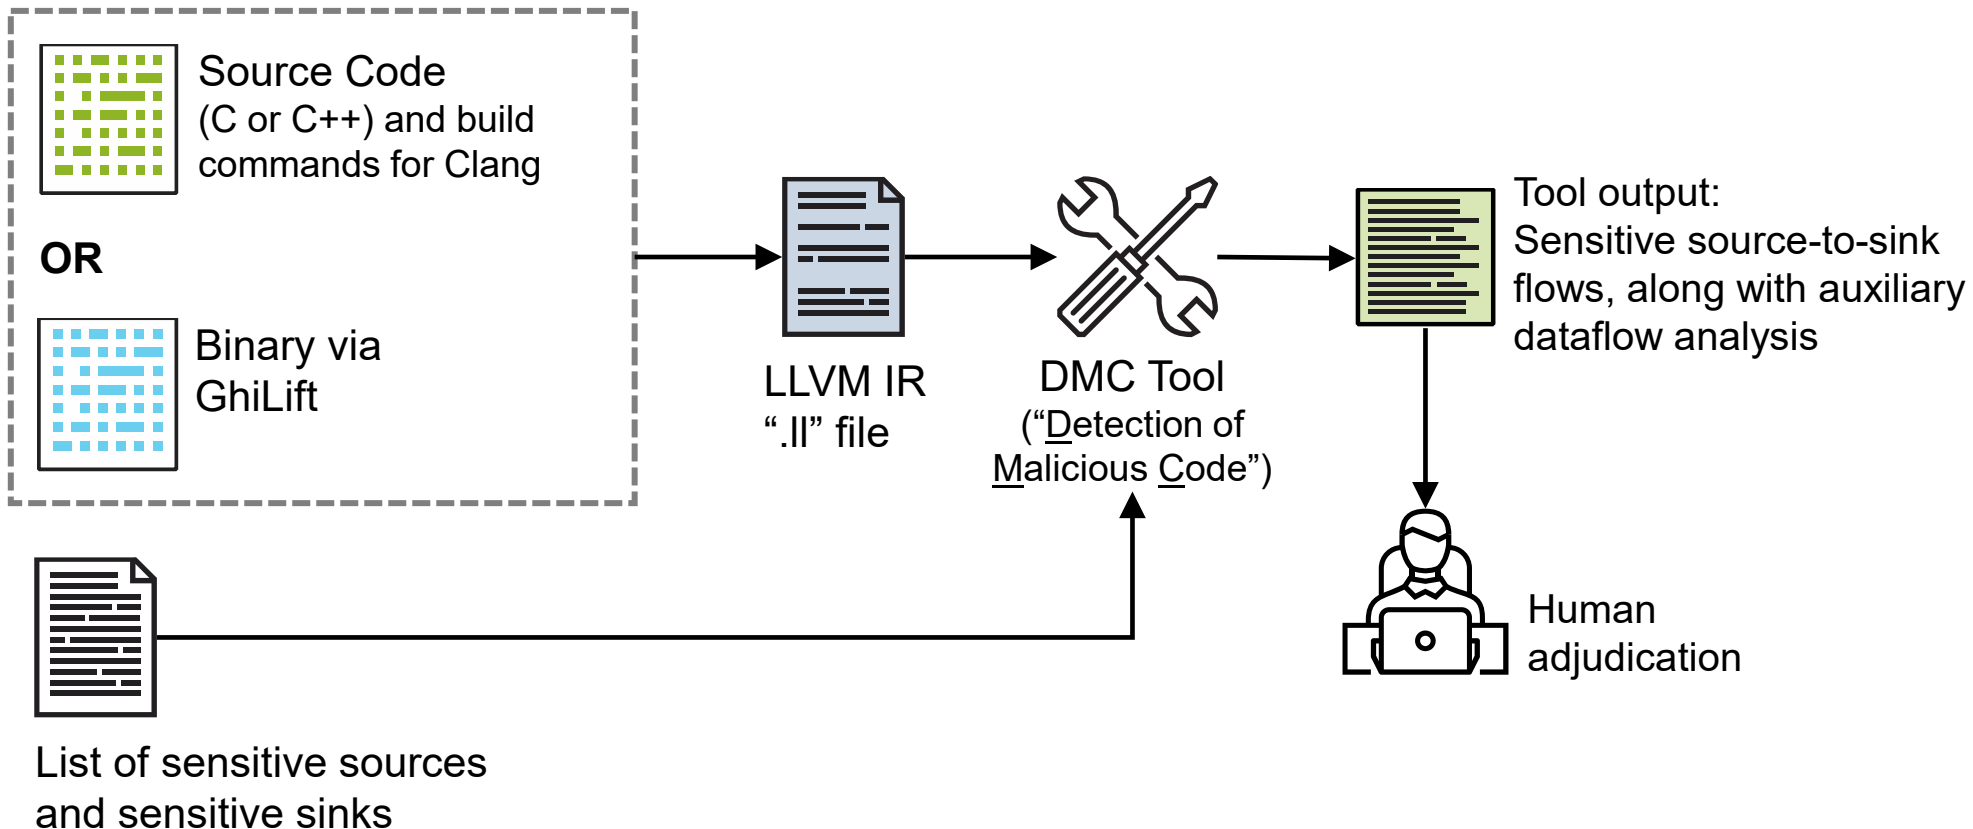 Source Code
(C or C++) and build
commands for Clang
OR
Binary via
GhiLift
LLVM IR
“.ll” file
DMC Tool
(“Detection of
Malicious Code”)
Tool output:
Sensitive source-to-sink
flows, along with auxiliary
dataflow analysis
Human
adjudication
List of sensitive sources
and sensitive sinks